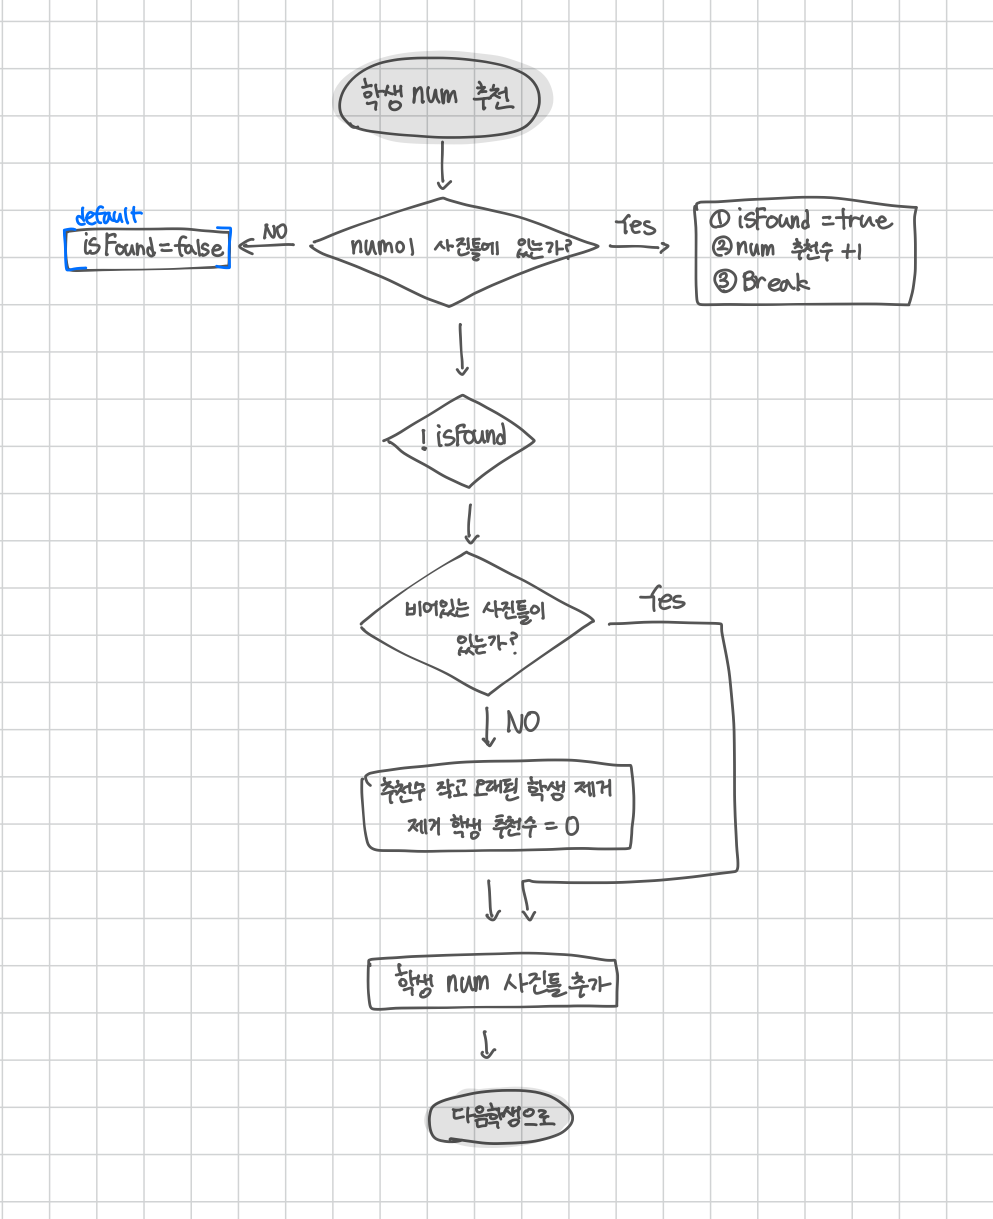 학생 num 추천
default
isFound=false
NO
num이 사진틀에 있는가?
Yes
① isFound =true
② num 추천수 +1
③ Break
! isFound
비어있는 사진틀이
있는가?
Yes
NO
추천수 작고 오래된 학생 제거
제거 학생 추천수 = 0
학생 num 사진틀 추가
다음학생으로